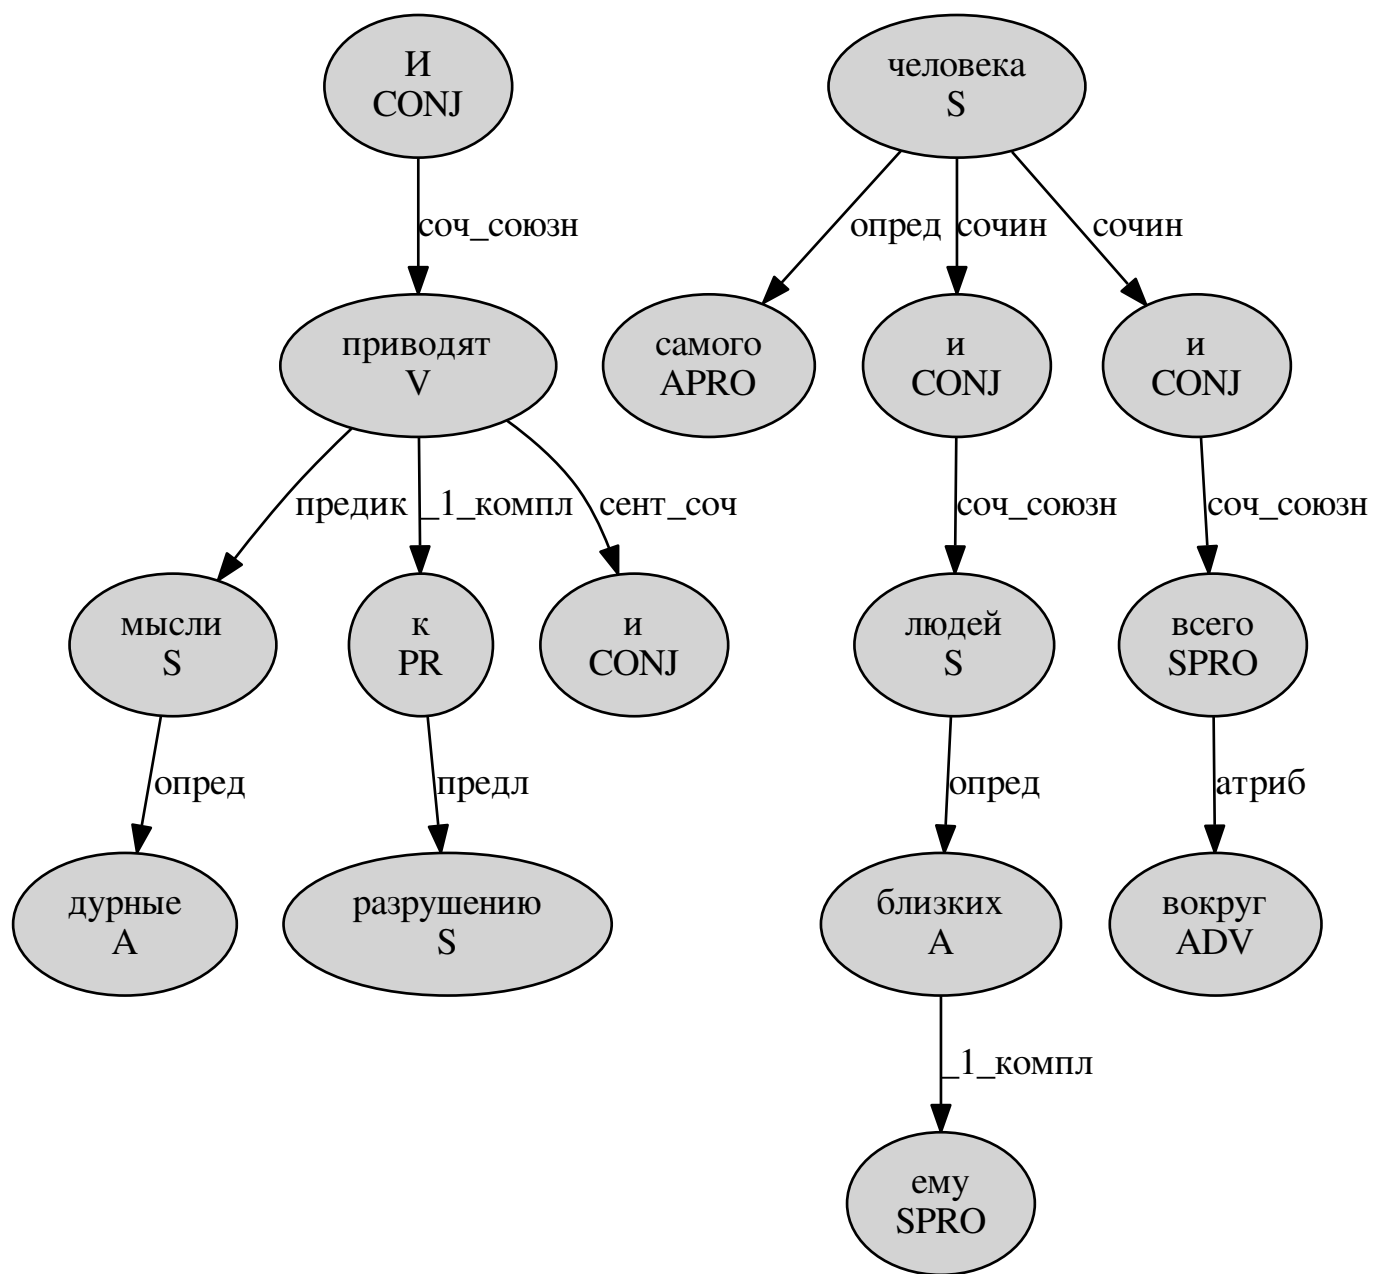 И
CONJ
человека
S
соч_союзн
опред
сочин
сочин
приводят
V
самого
APRO
и
CONJ
и
CONJ
предик
_1_компл
сент_соч
соч_союзн
соч_союзн
мысли
S
к
PR
и
CONJ
людей
S
всего
SPRO
опред
предл
опред
атриб
дурные
A
разрушению
S
близких
A
вокруг
ADV
_1_компл
ему
SPRO